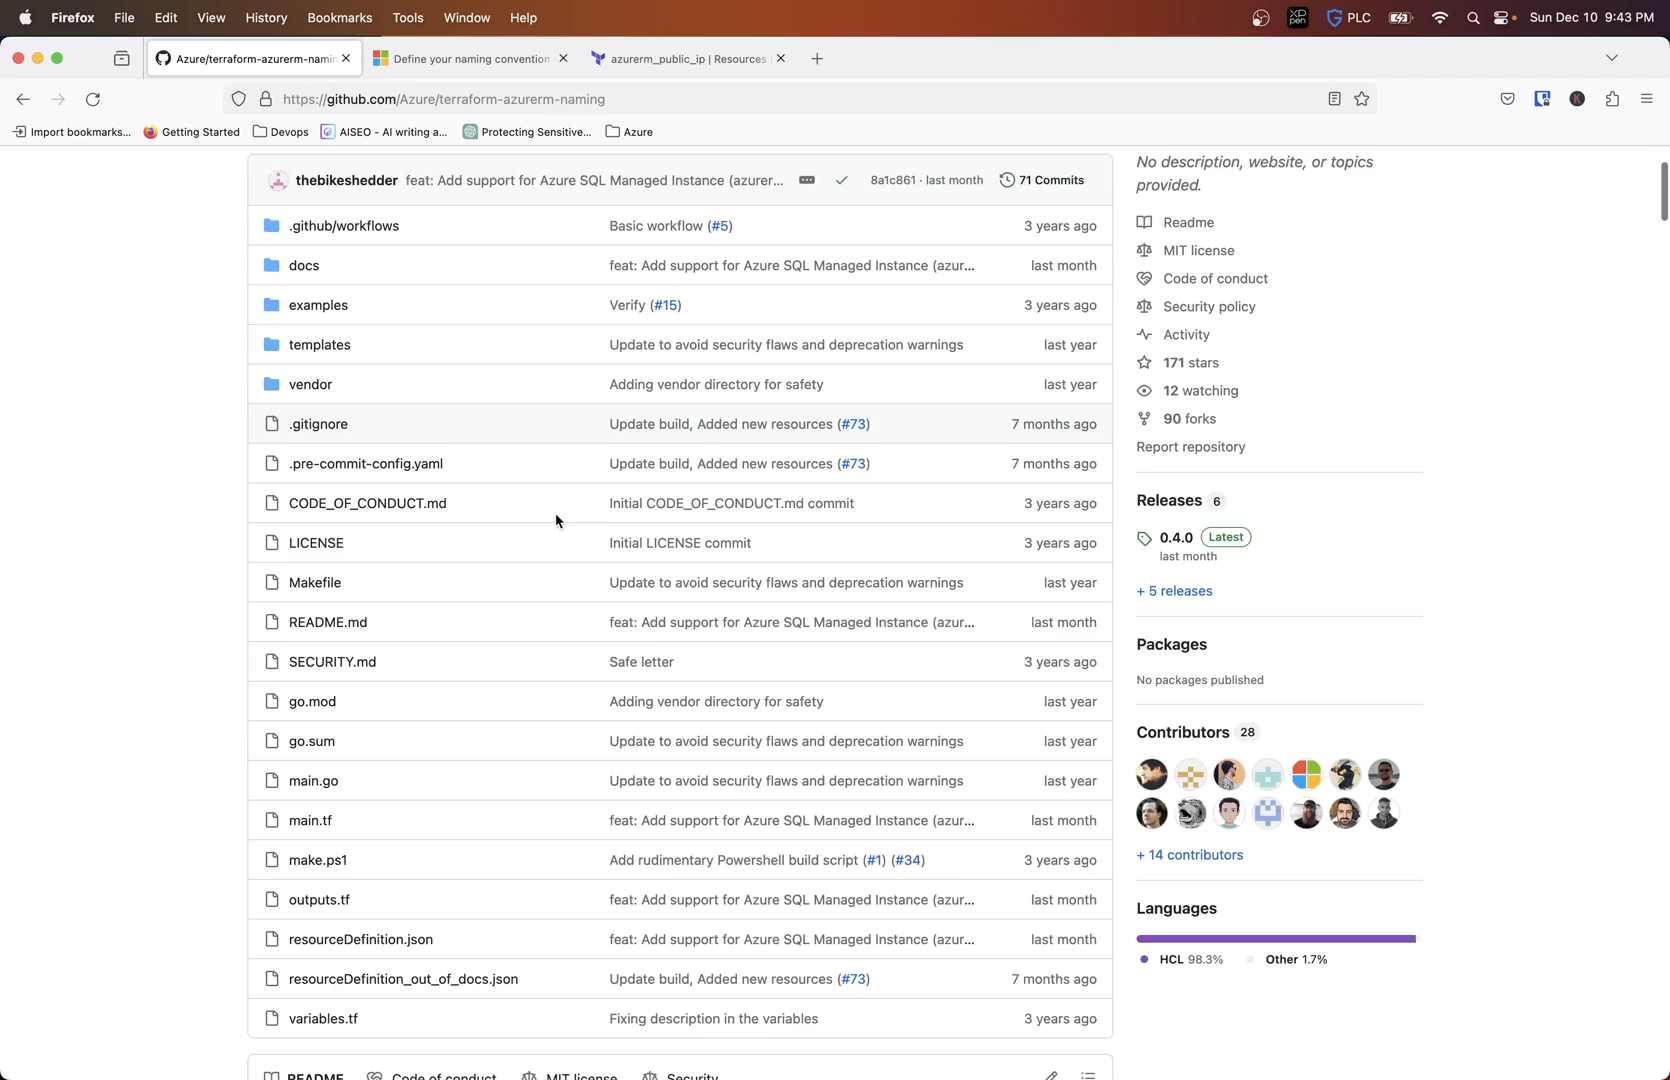 Firefox File Edit View History Bookmarks Tools Window Help PLC Sun Dec 10 9:43 PM
Azure/terraform-azurerm-namin Define your naming convention azurerm_public_ip | Resources
https://github.com/Azure/terraform-azurerm-naming
Import bookmarks... Getting Started Devops AISEO - AI writing a... Protecting Sensitive... Azure
thebikeshedder feat: Add support for Azure SQL Managed Instance (azurer... 8a1c861 · last month 71 Commits
.github/workflows Basic workflow (#5) 3 years ago
docs feat: Add support for Azure SQL Managed Instance (azur... last month
examples Verify (#15) 3 years ago
templates Update to avoid security flaws and deprecation warnings last year
vendor Adding vendor directory for safety last year
.gitignore Update build, Added new resources (#73) 7 months ago
.pre-commit-config.yaml Update build, Added new resources (#73) 7 months ago
CODE_OF_CONDUCT.md Initial CODE_OF_CONDUCT.md commit 3 years ago
LICENSE Initial LICENSE commit 3 years ago
Makefile Update to avoid security flaws and deprecation warnings last year
README.md feat: Add support for Azure SQL Managed Instance (azur... last month
SECURITY.md Safe letter 3 years ago
go.mod Adding vendor directory for safety last year
go.sum Update to avoid security flaws and deprecation warnings last year
main.go Update to avoid security flaws and deprecation warnings last year
main.tf feat: Add support for Azure SQL Managed Instance (azur... last month
make.ps1 Add rudimentary Powershell build script (#1) (#34) 3 years ago
outputs.tf feat: Add support for Azure SQL Managed Instance (azur... last month
resourceDefinition.json feat: Add support for Azure SQL Managed Instance (azur... last month
resourceDefinition_out_of_docs.json Update build, Added new resources (#73) 7 months ago
variables.tf Fixing description in the variables 3 years ago
README Code of conduct MIT license Security
No description, website, or topics
provided.
Readme
MIT license
Code of conduct
Security policy
Activity
171 stars
12 watching
90 forks
Report repository
Releases 6
0.4.0 Latest
last month
+ 5 releases
Packages
No packages published
Contributors 28
+ 14 contributors
Languages
HCL 98.3% Other 1.7%